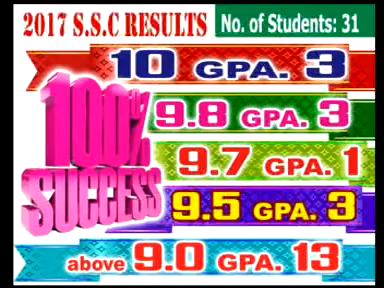 2017 S.S.C RESULTS
No. of Students: 31
100%
SUCCESS
10 GPA. 3
9.8 GPA. 3
9.7 GPA. 1
9.5 GPA. 3
above 9.0 GPA. 13